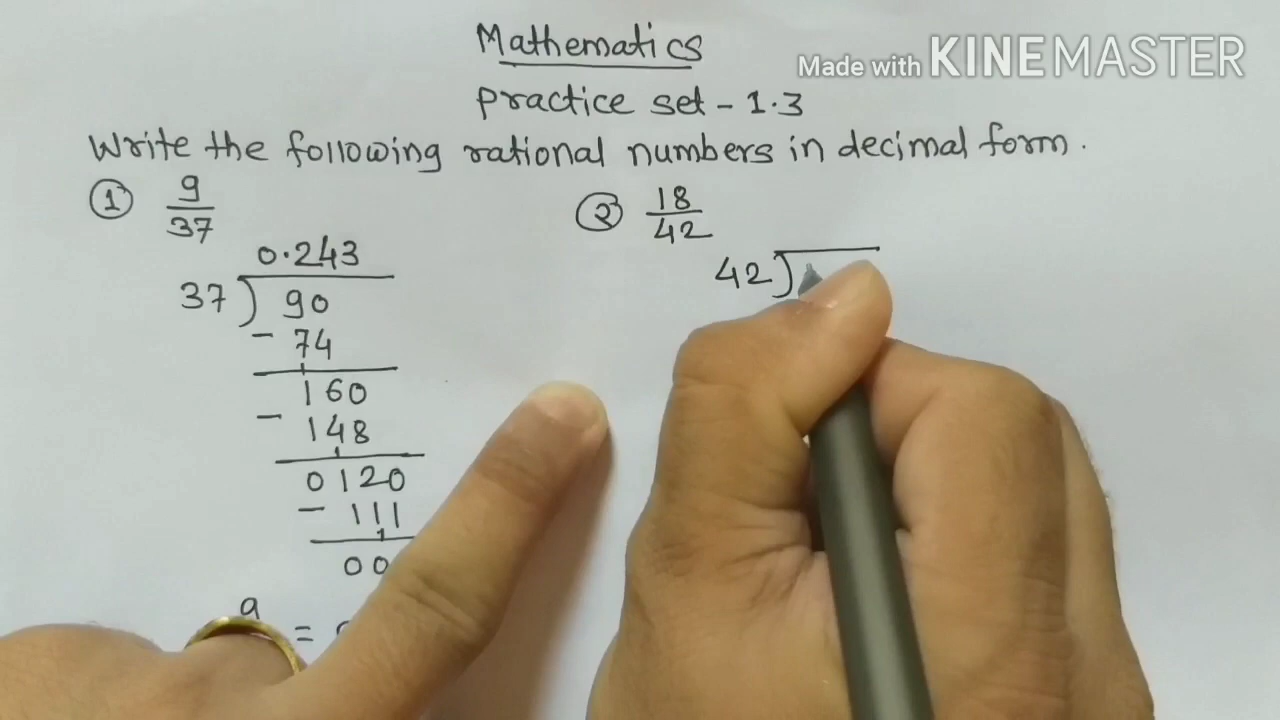 Mathematics
Made with KINEMASTER
Practice set - 1.3
Write the following rational numbers in decimal form.
① 9/37
0.243
37 ) 90
- 74
160
- 148
0120
- 111
00
9
=
② 18/42
42 )